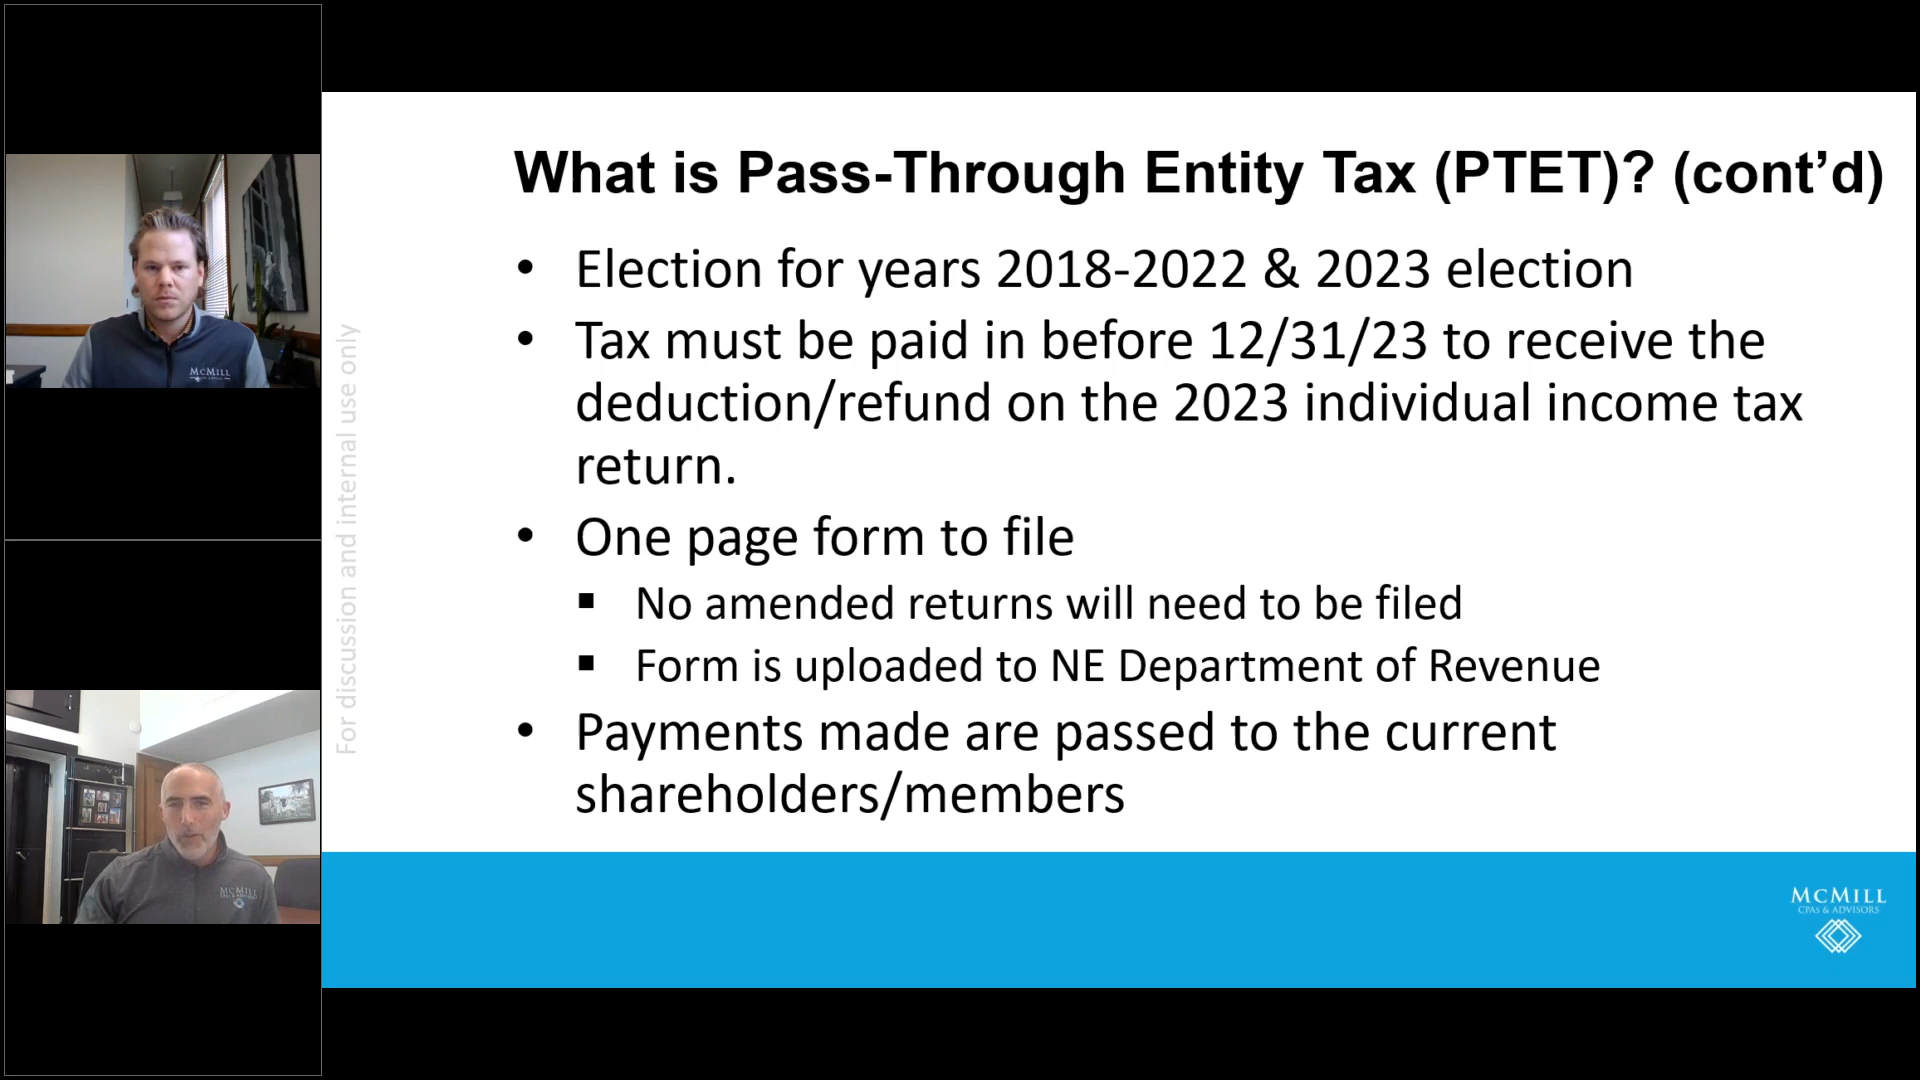 What is Pass-Through Entity Tax (PTET)? (cont’d)
• Election for years 2018-2022 & 2023 election
• Tax must be paid in before 12/31/23 to receive the
deduction/refund on the 2023 individual income tax
return.
• One page form to file
▪ No amended returns will need to be filed
▪ Form is uploaded to NE Department of Revenue
• Payments made are passed to the current
shareholders/members
For discussion and internal use only
MCMILL
CPAS & ADVISORS
MCMILL
MCMILL